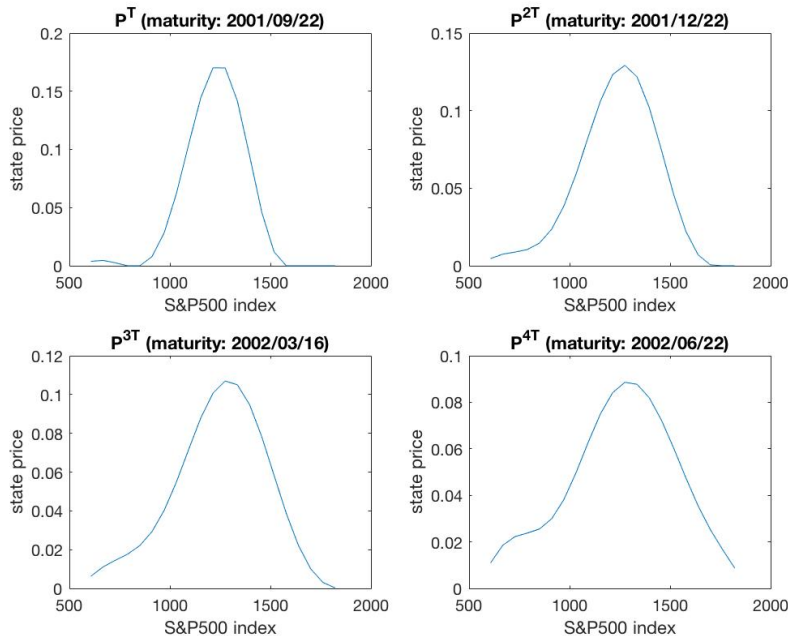 P^T (maturity: 2001/09/22)
0.2
0.15
0.1
0.05
0
state price
500 1000 1500 2000
S&P500 index
P^2T (maturity: 2001/12/22)
0.15
0.1
0.05
0
state price
500 1000 1500 2000
S&P500 index
P^3T (maturity: 2002/03/16)
0.12
0.1
0.08
0.06
0.04
0.02
0
state price
500 1000 1500 2000
S&P500 index
P^4T (maturity: 2002/06/22)
0.1
0.08
0.06
0.04
0.02
0
state price
500 1000 1500 2000
S&P500 index